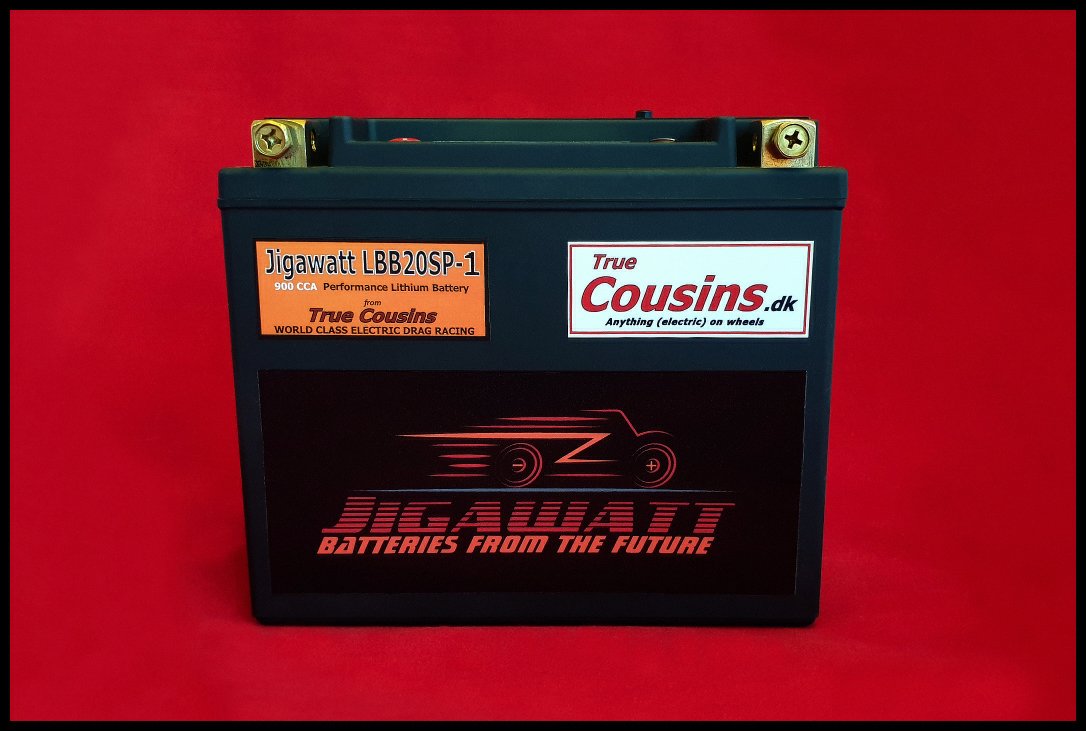 Jigawatt LBB20SP-1
900 CCA Performance Lithium Battery
from
True Cousins
WORLD CLASS ELECTRIC DRAG RACING
True
Cousins.dk
Anything (electric) on wheels
JIGAWATT
BATTERIES FROM THE FUTURE